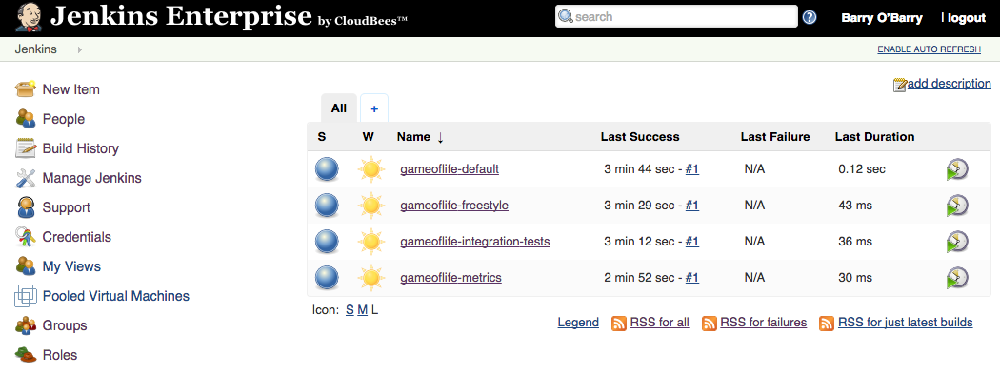 Jenkins Enterprise by CloudBees™
search
?
Barry O'Barry
| logout
Jenkins
ENABLE AUTO REFRESH
New Item
People
Build History
Manage Jenkins
Support
Credentials
My Views
Pooled Virtual Machines
Groups
Roles
add description
All +
S W Name ↓ Last Success Last Failure Last Duration
gameoflife-default 3 min 44 sec - #1 N/A 0.12 sec
gameoflife-freestyle 3 min 29 sec - #1 N/A 43 ms
gameoflife-integration-tests 3 min 12 sec - #1 N/A 36 ms
gameoflife-metrics 2 min 52 sec - #1 N/A 30 ms
Icon: S M L
Legend RSS for all RSS for failures RSS for just latest builds